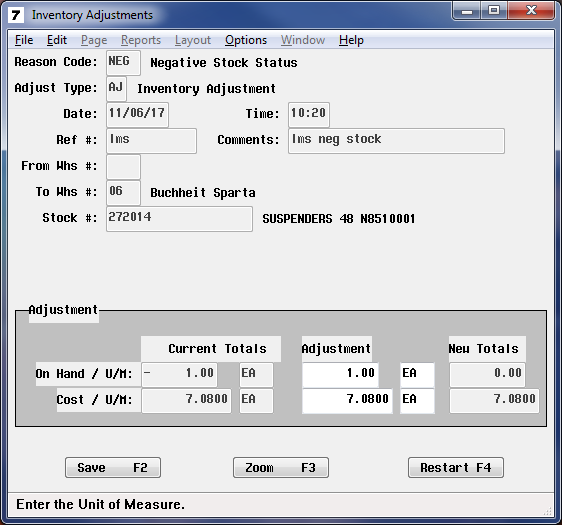 7 Inventory Adjustments
File Edit Page Reports Layout Options Window Help
Reason Code: NEG Negative Stock Status
Adjust Type: AJ Inventory Adjustment
Date: 11/06/17 Time: 10:20
Ref #: lms Comments: lms neg stock
From Whs #:
To Whs #: 06 Buchheit Sparta
Stock #: 272014 SUSPENDERS 48 N8510001
Adjustment
Current Totals Adjustment New Totals
On Hand / U/M: - 1.00 EA 1.00 EA 0.00
Cost / U/M: 7.0800 EA 7.0800 EA 7.0800
Save F2 Zoom F3 Restart F4
Enter the Unit of Measure.